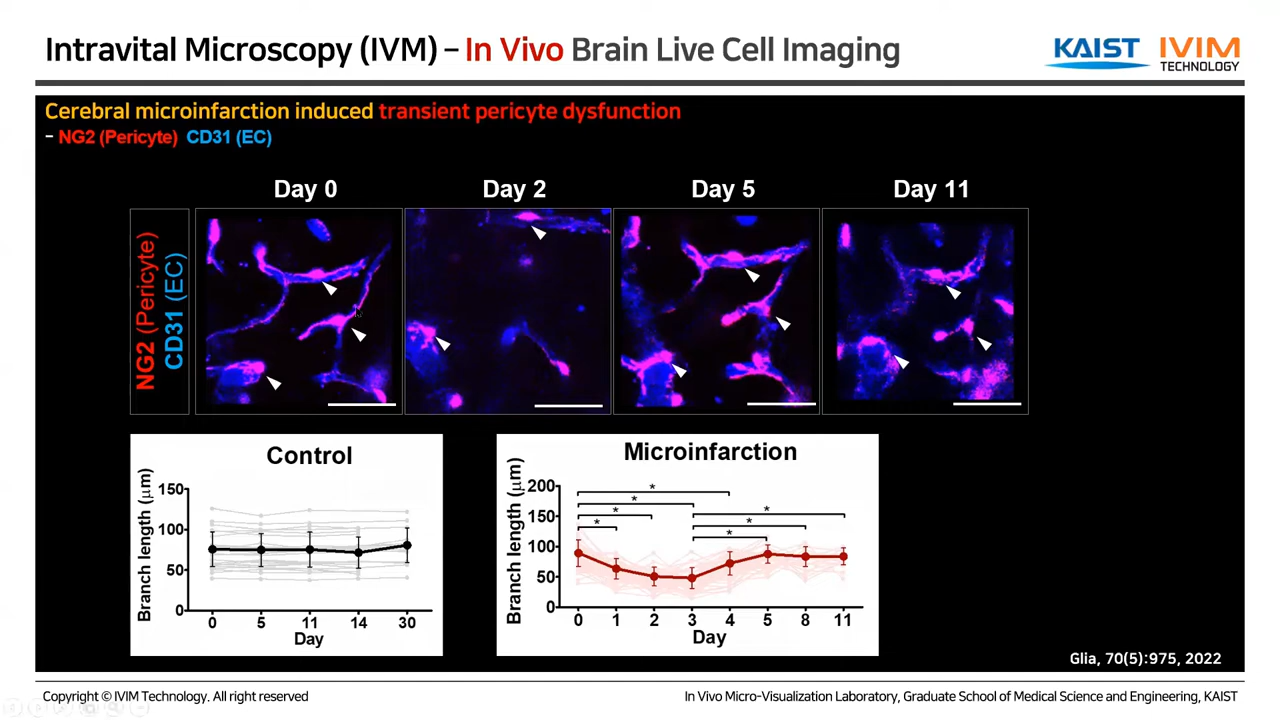 Intravital Microscopy (IVM) – In Vivo Brain Live Cell Imaging
KAIST
IVIM
TECHNOLOGY
Cerebral microinfarction induced transient pericyte dysfunction
– NG2 (Pericyte) CD31 (EC)
Day 0
Day 2
Day 5
Day 11
NG2 (Pericyte)
CD31 (EC)
Control
Branch length (µm)
150
100
50
0
0 5 11 14 30
Day
Microinfarction
Branch length (µm)
200
150
100
50
0
* * * * * * *
0 1 2 3 4 5 8 11
Day
Glia, 70(5):975, 2022
Copyright © IVIM Technology. All right reserved
In Vivo Micro-Visualization Laboratory, Graduate School of Medical Science and Engineering, KAIST